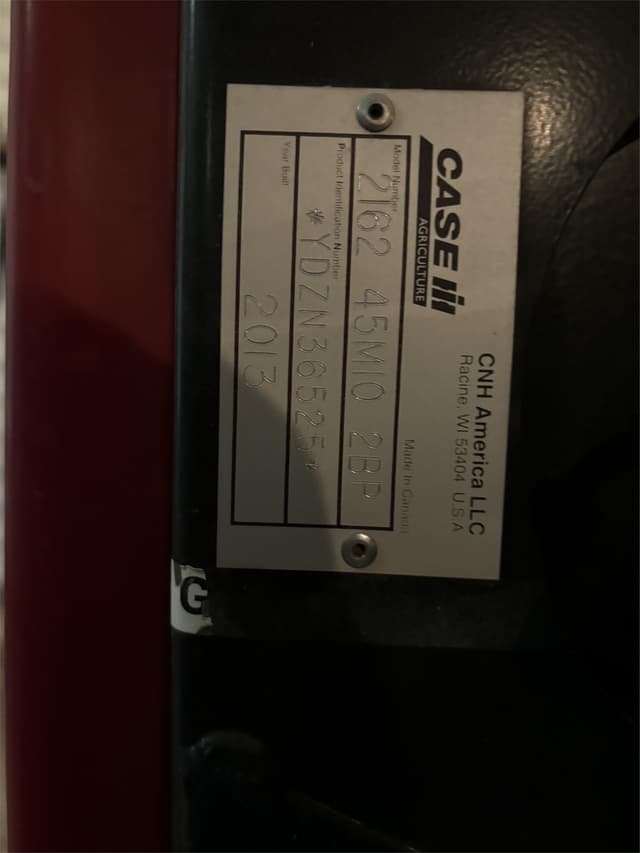 CASE IH
AGRICULTURE
CNH America LLC
Racine, WI 53404 U.S.A
Made In Canada
Model Number
2162 45M10 2BP
Product Identification Number
*YDZN36525*
Year Built
2013
G